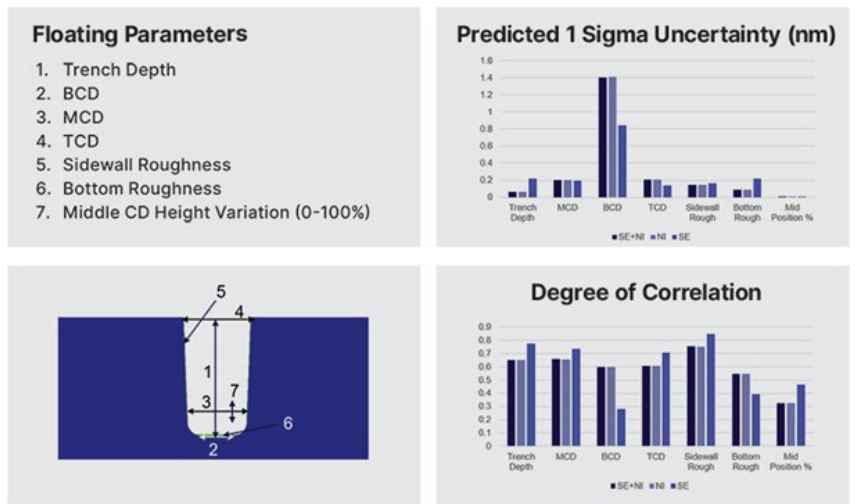 Floating Parameters
1. Trench Depth
2. BCD
3. MCD
4. TCD
5. Sidewall Roughness
6. Bottom Roughness
7. Middle CD Height Variation (0-100%)
Predicted 1 Sigma Uncertainty (nm)
1.6
1.4
1.2
1
0.8
0.6
0.4
0.2
0
Trench Depth
MCD
BCD
TCD
Sidewall Rough
Bottom Rough
Mid Position %
SE+NI NI SE
5
4
1
7
3
6
2
Degree of Correlation
0.9
0.8
0.7
0.6
0.5
0.4
0.3
0.2
0.1
0
Trench Depth
MCD
BCD
TCD
Sidewall Rough
Bottom Rough
Mid Position %
SE+NI NI SE